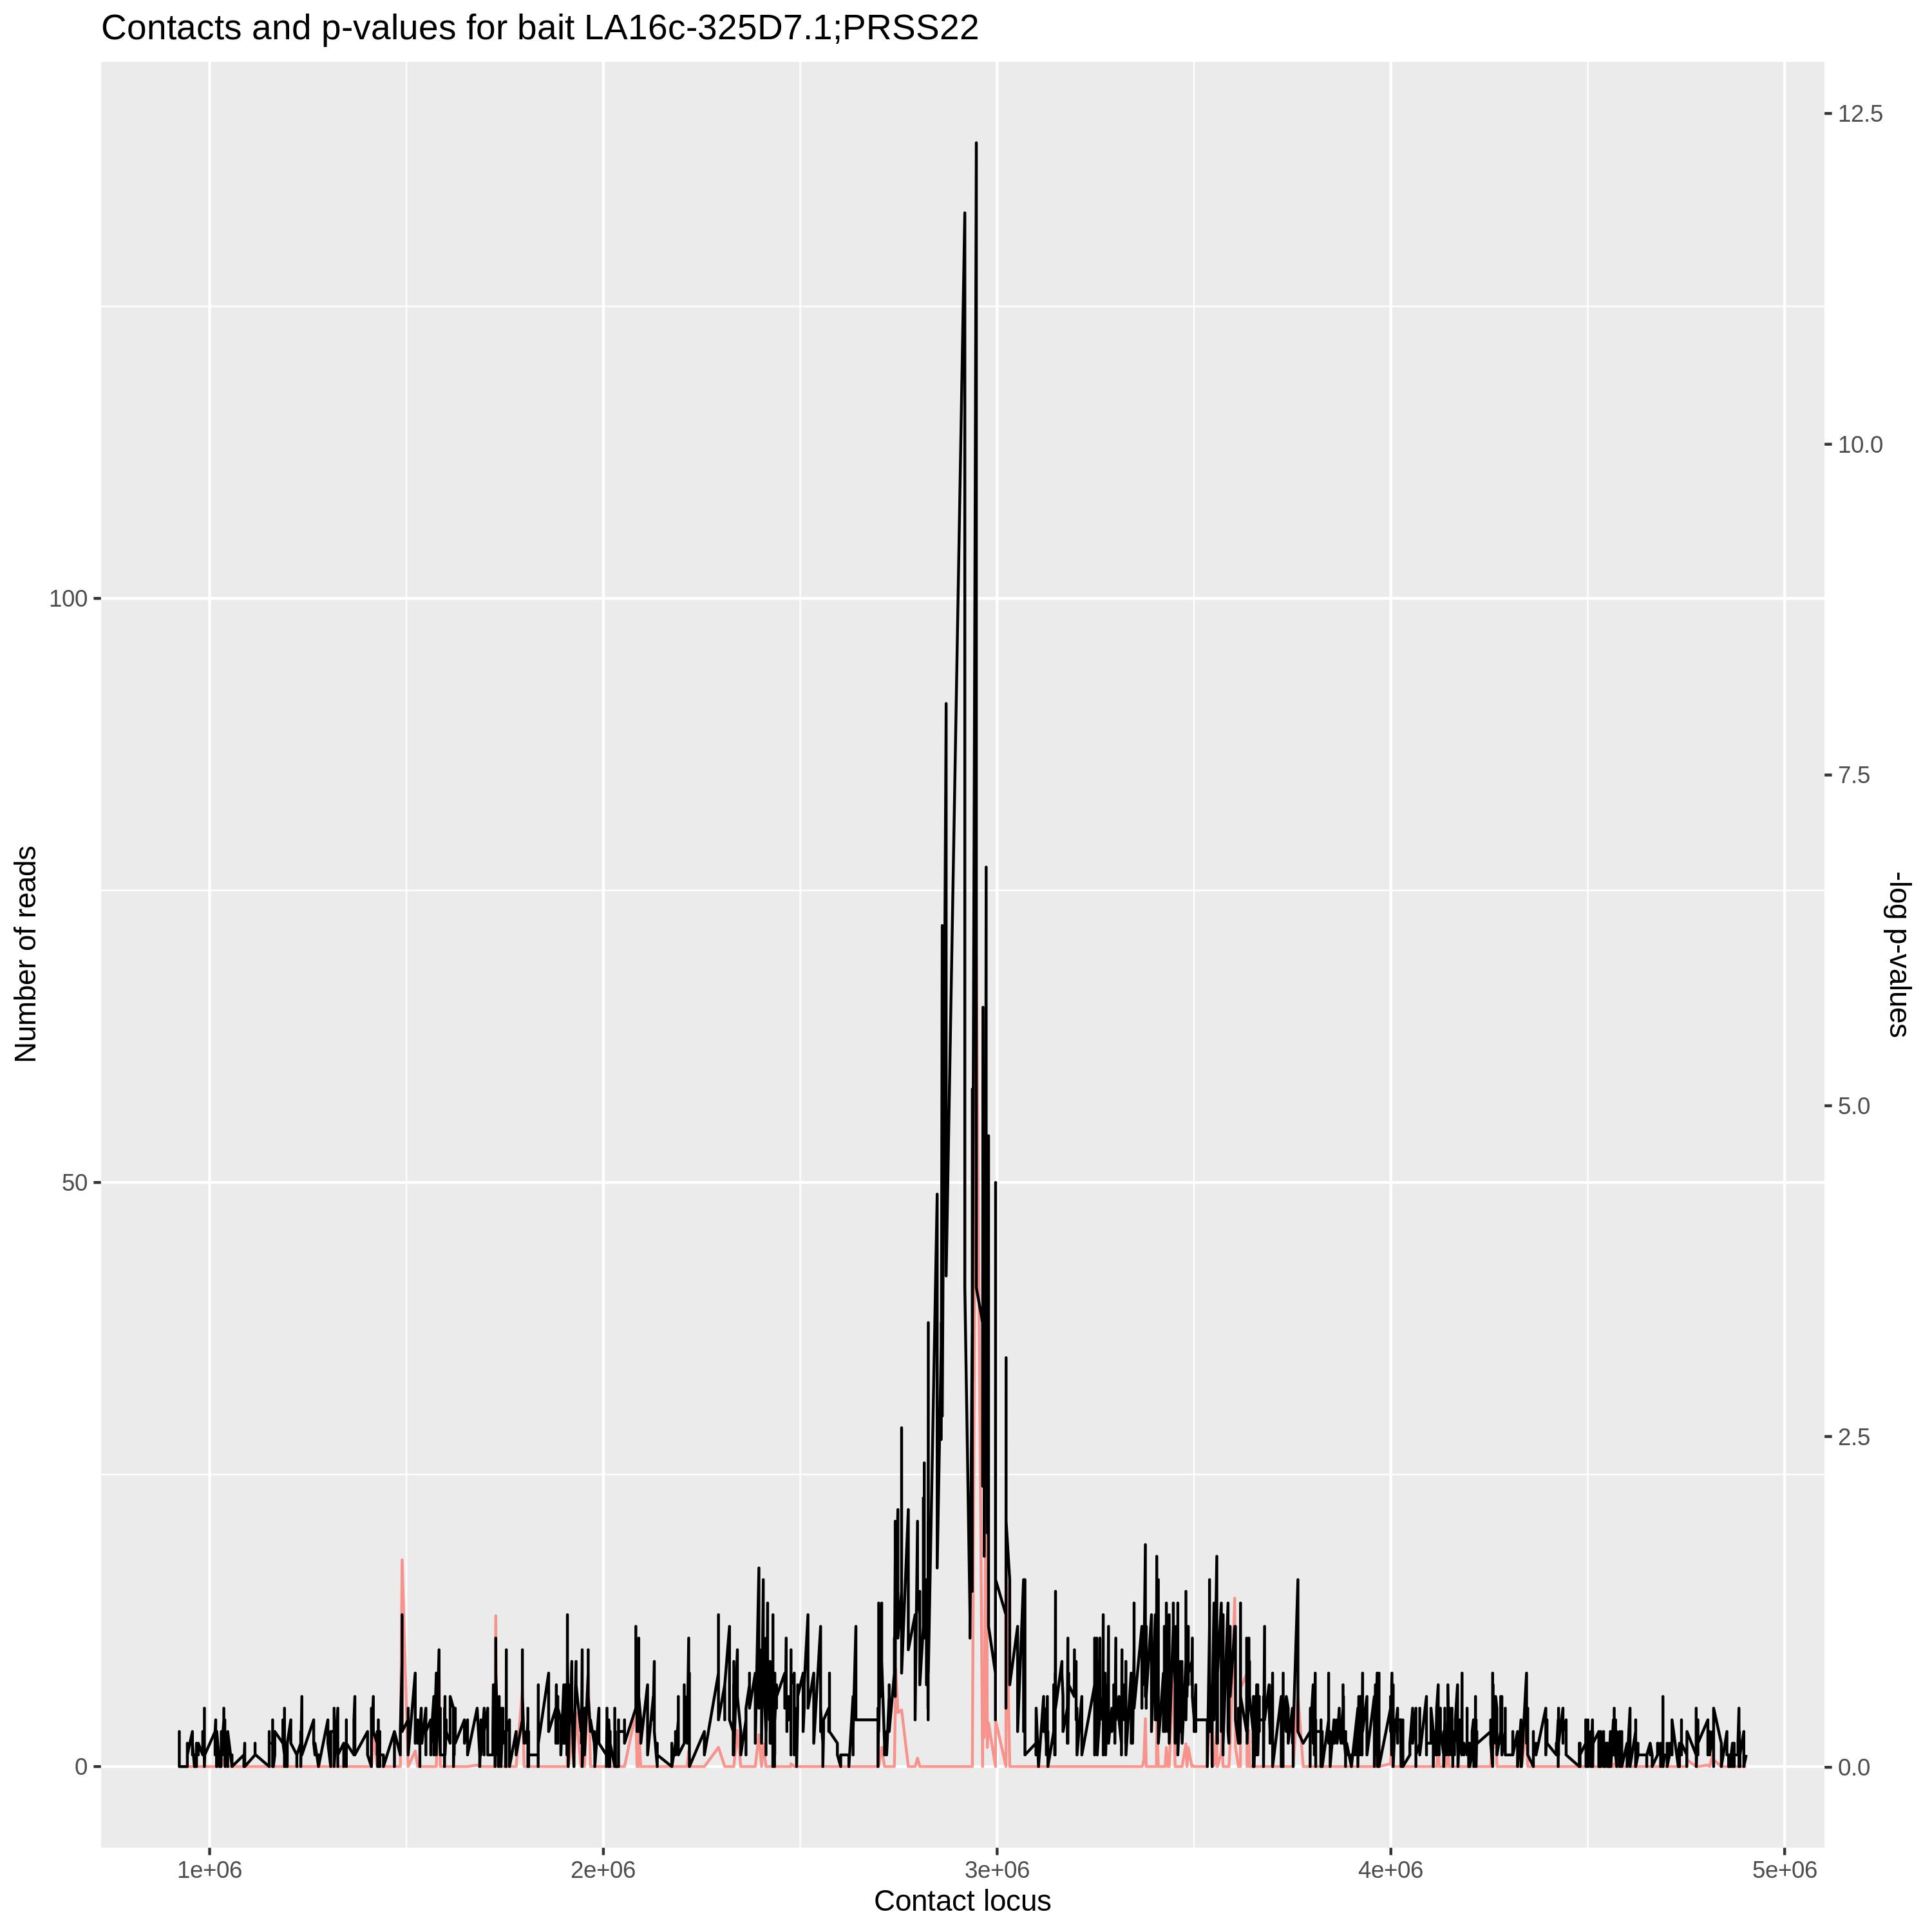 Contacts and p-values for bait LA16c-325D7.1;PRSS22
12.5
10.0
100
7.5
Number of reads
-log p-values
5.0
50
2.5
0
0.0
1e+06
2e+06
3e+06
4e+06
5e+06
Contact locus